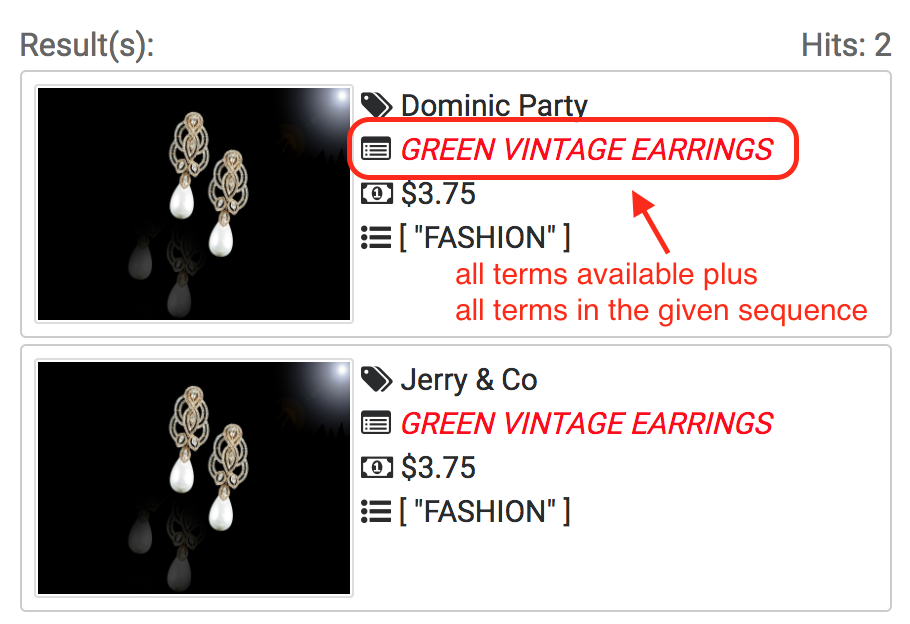 Result(s): Hits: 2
Dominic Party
GREEN VINTAGE EARRINGS
$3.75
[ "FASHION" ]
all terms available plus
all terms in the given sequence
Jerry & Co
GREEN VINTAGE EARRINGS
$3.75
[ "FASHION" ]